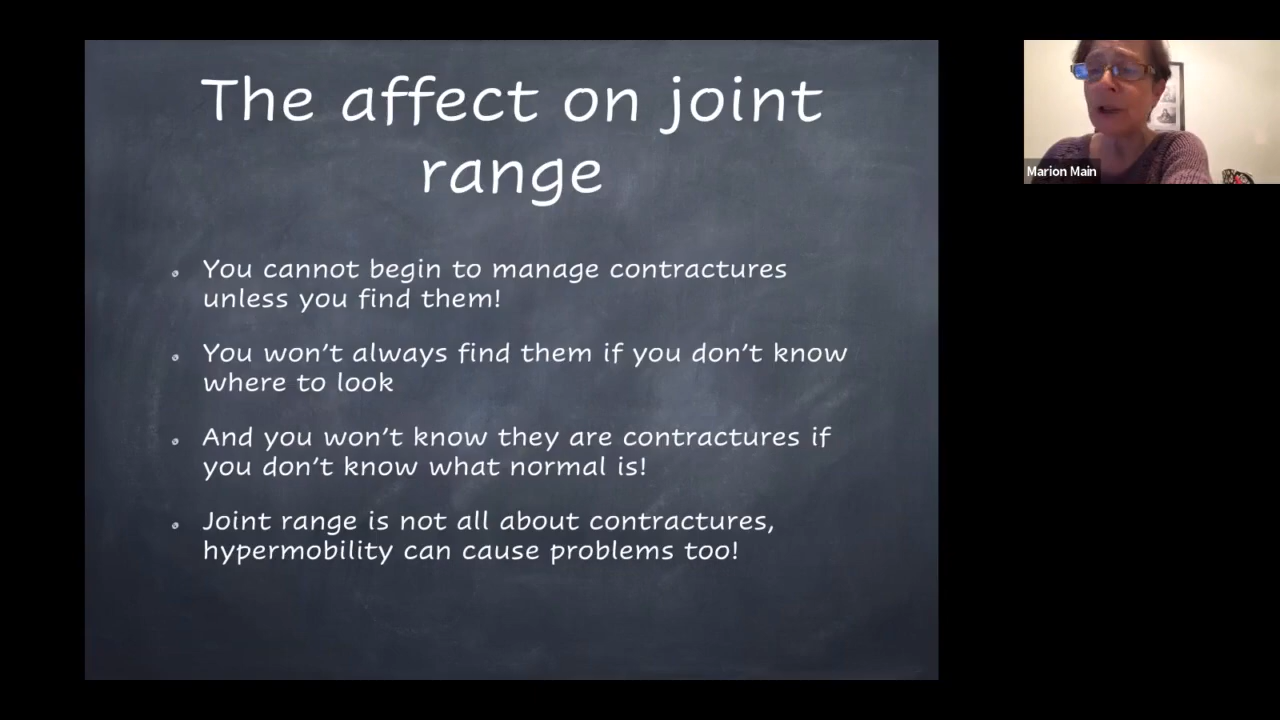 The affect on joint
range
You cannot begin to manage contractures
unless you find them!
You won't always find them if you don't know
where to look
And you won't know they are contractures if
you don't know what normal is!
Joint range is not all about contractures,
hypermobility can cause problems too!
Marion Main